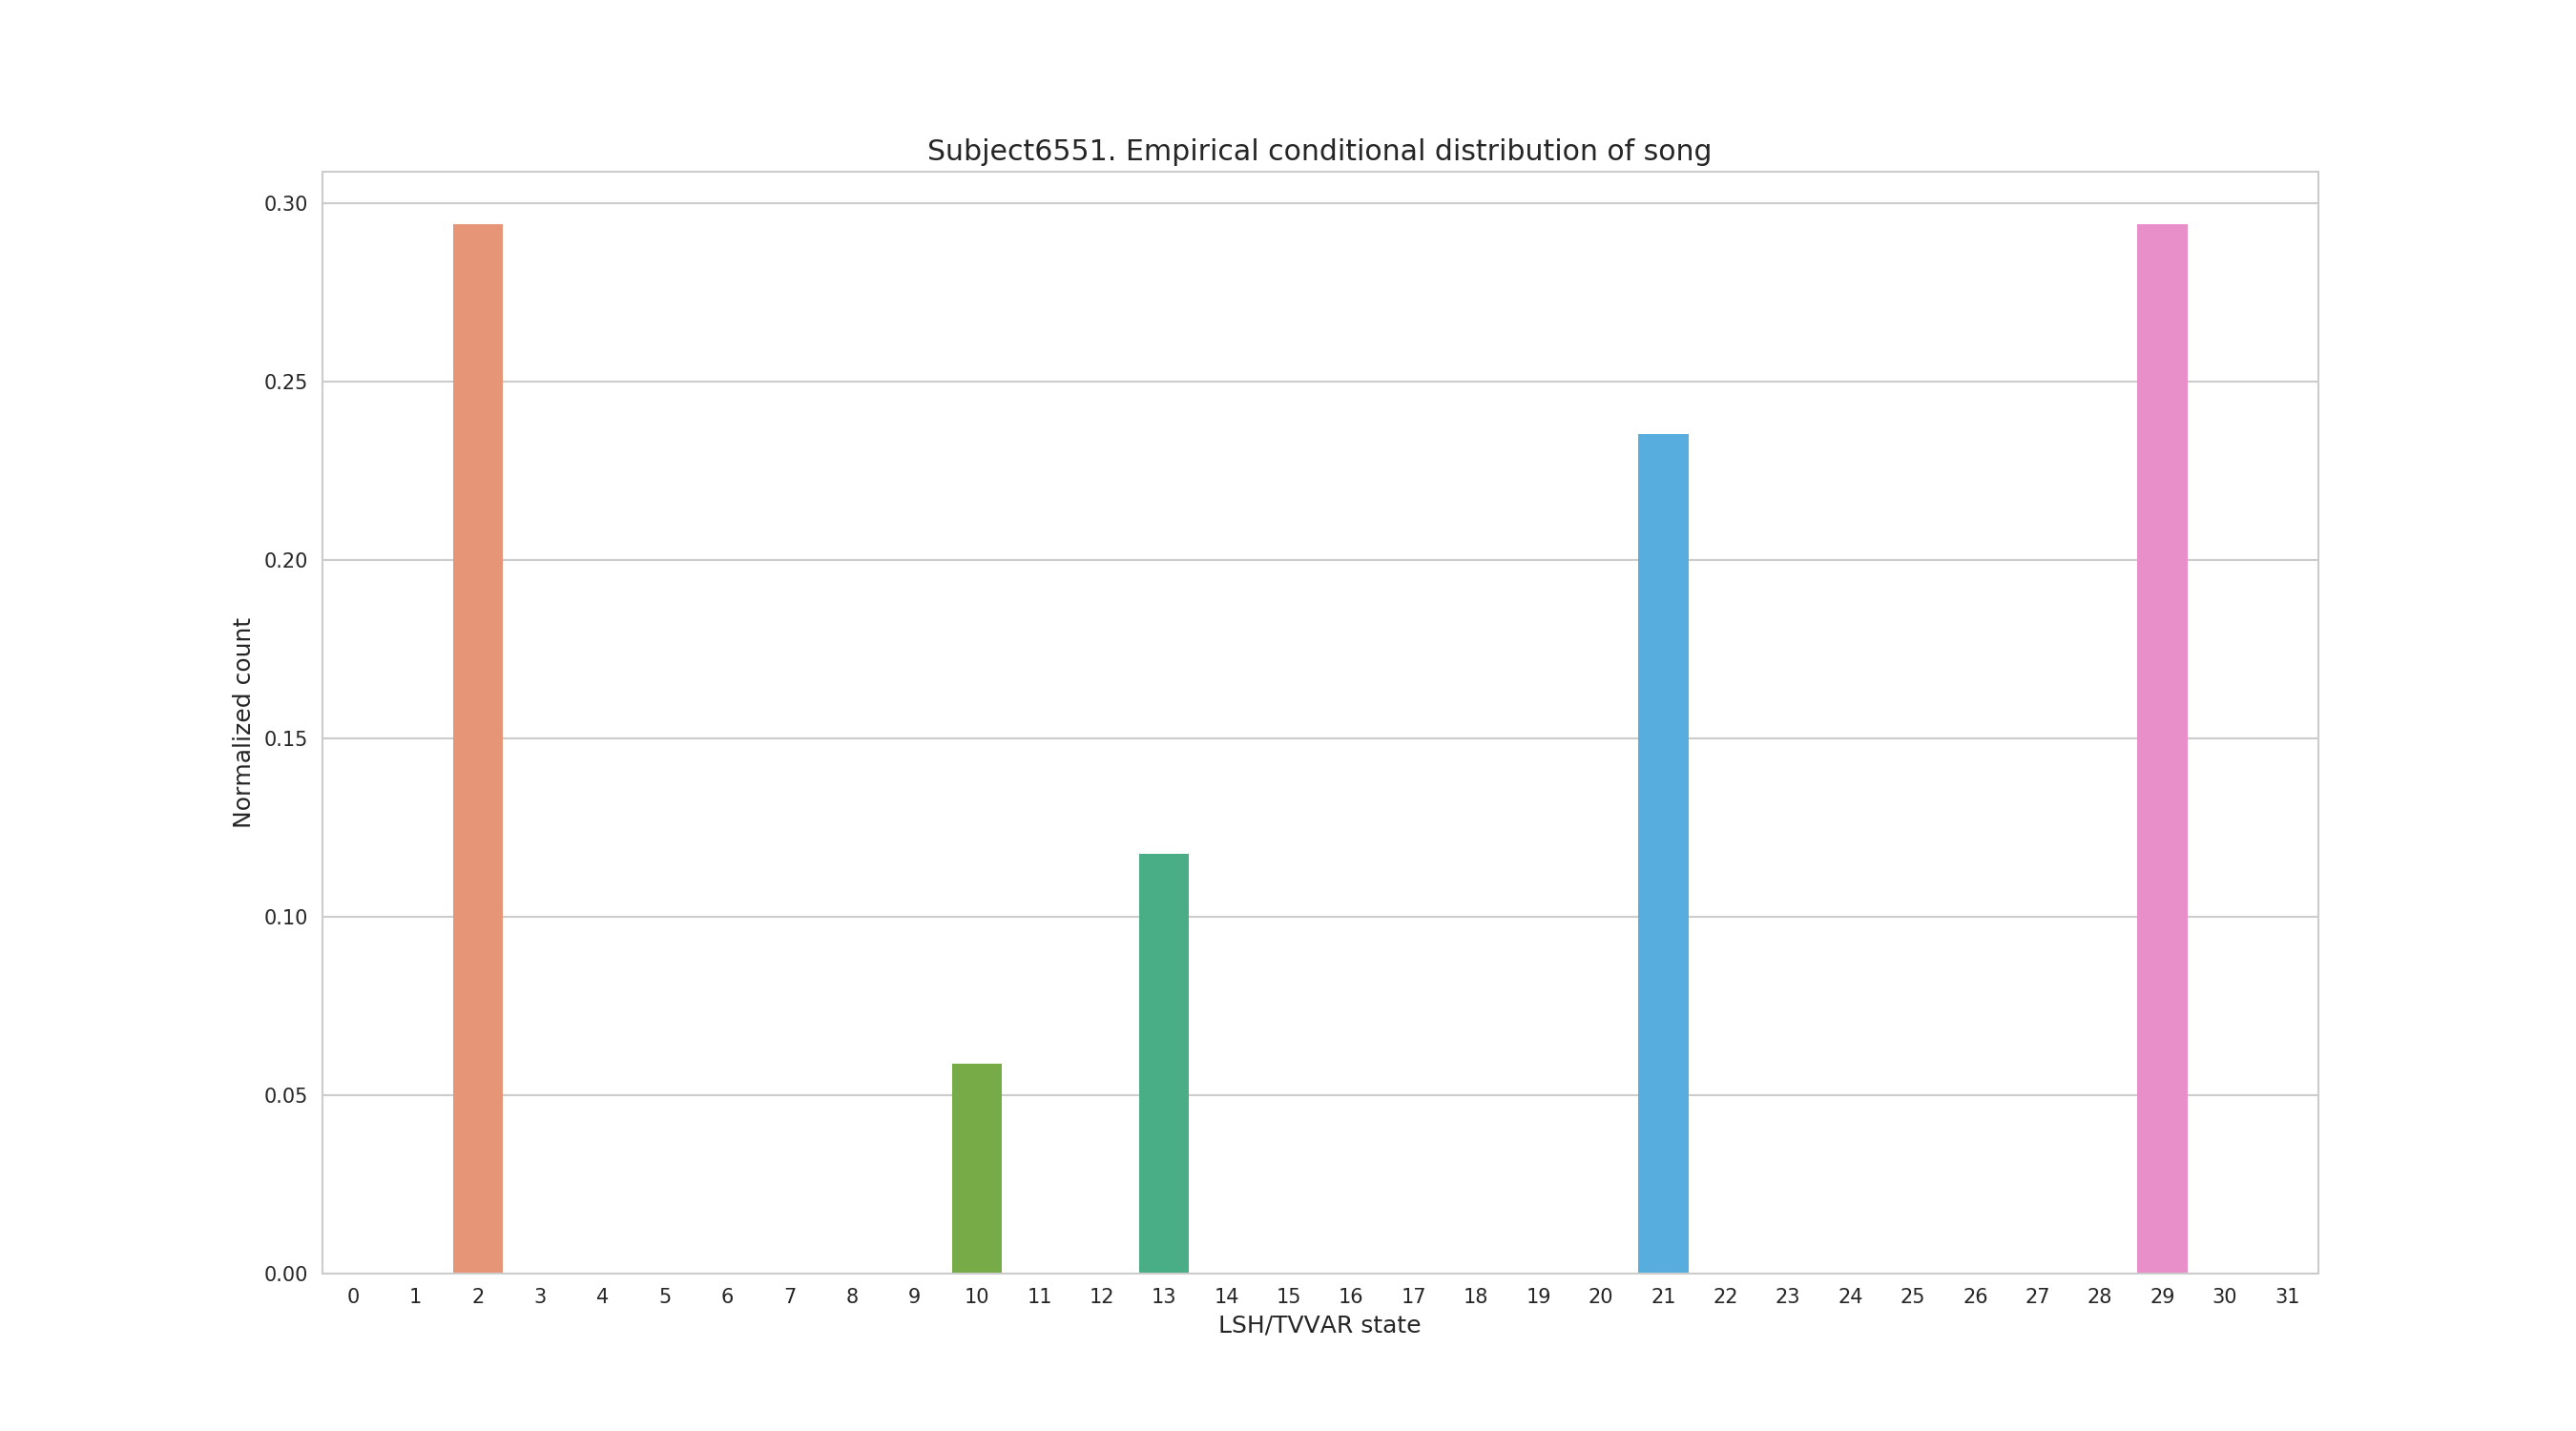 Subject6551. Empirical conditional distribution of song
0.30
0.25
0.20
0.15
0.10
0.05
0.00
Normalized count
0 1 2 3 4 5 6 7 8 9 10 11 12 13 14 15 16 17 18 19 20 21 22 23 24 25 26 27 28 29 30 31
LSH/TVVAR state